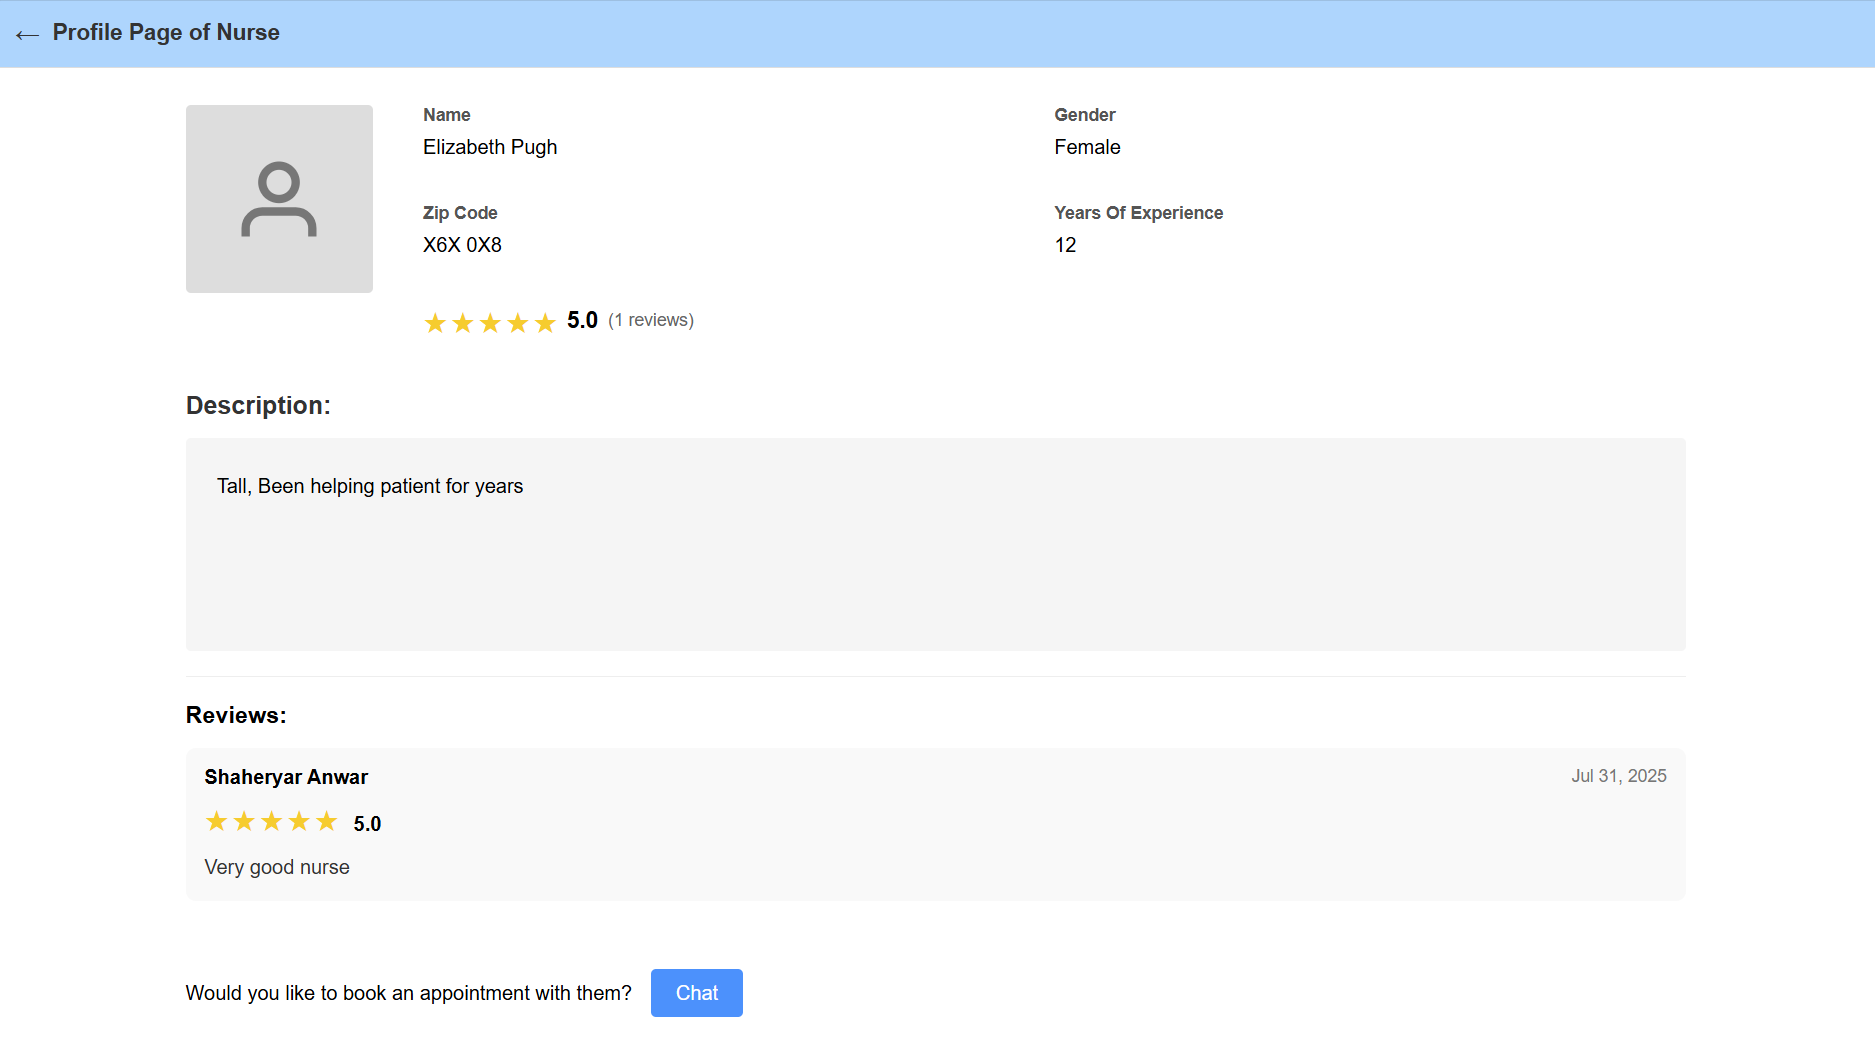 ← Profile Page of Nurse
Name
Elizabeth Pugh
Gender
Female
Zip Code
X6X 0X8
Years Of Experience
12
★★★★★ 5.0 (1 reviews)
Description:
Tall, Been helping patient for years
Reviews:
Shaheryar Anwar
Jul 31, 2025
★★★★★ 5.0
Very good nurse
Would you like to book an appointment with them? Chat